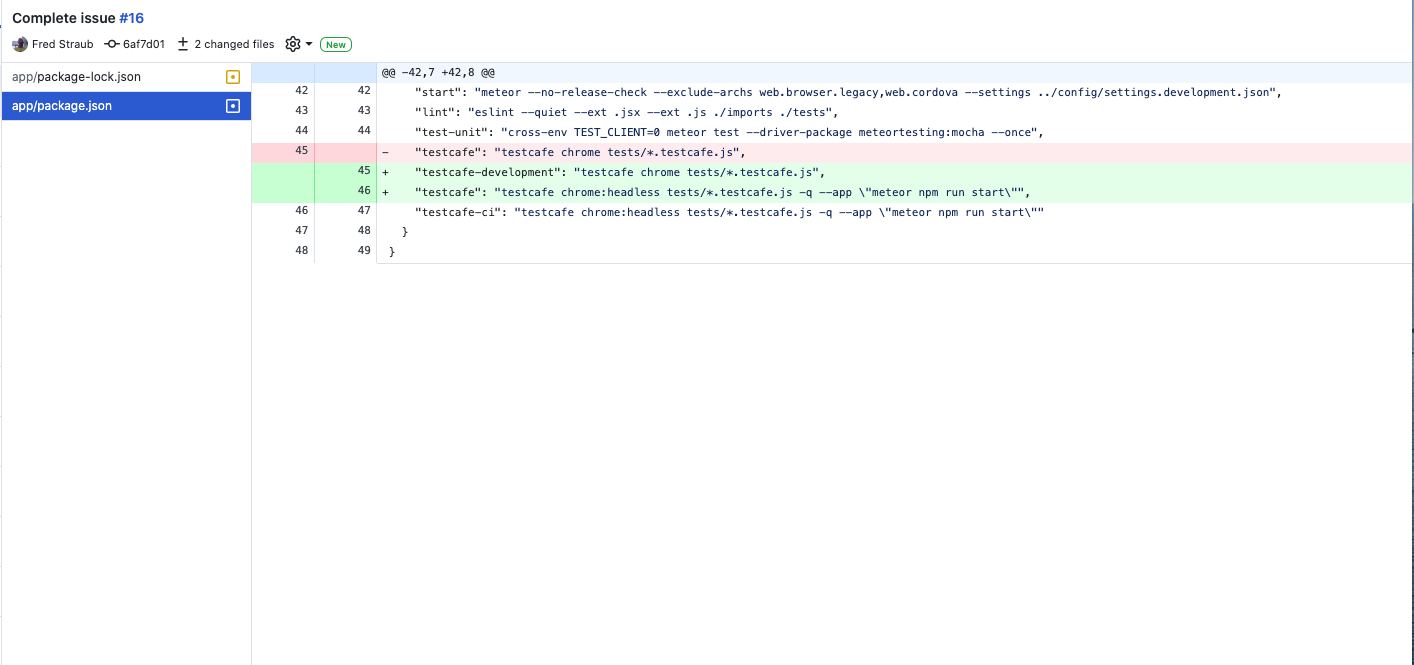 Complete issue #16
Fred Straub 6af7d01 2 changed files New
app/package-lock.json
app/package.json
@@ -42,7 +42,8 @@
42 42 "start": "meteor --no-release-check --exclude-archs web.browser.legacy,web.cordova --settings ../config/settings.development.json",
43 43 "lint": "eslint --quiet --ext .jsx --ext .js ./imports ./tests",
44 44 "test-unit": "cross-env TEST_CLIENT=0 meteor test --driver-package meteortesting:mocha --once",
45 - "testcafe": "testcafe chrome tests/*.testcafe.js",
45 + "testcafe-development": "testcafe chrome tests/*.testcafe.js",
46 + "testcafe": "testcafe chrome:headless tests/*.testcafe.js -q --app \"meteor npm run start\"",
46 47 "testcafe-ci": "testcafe chrome:headless tests/*.testcafe.js -q --app \"meteor npm run start\""
47 48 }
48 49 }